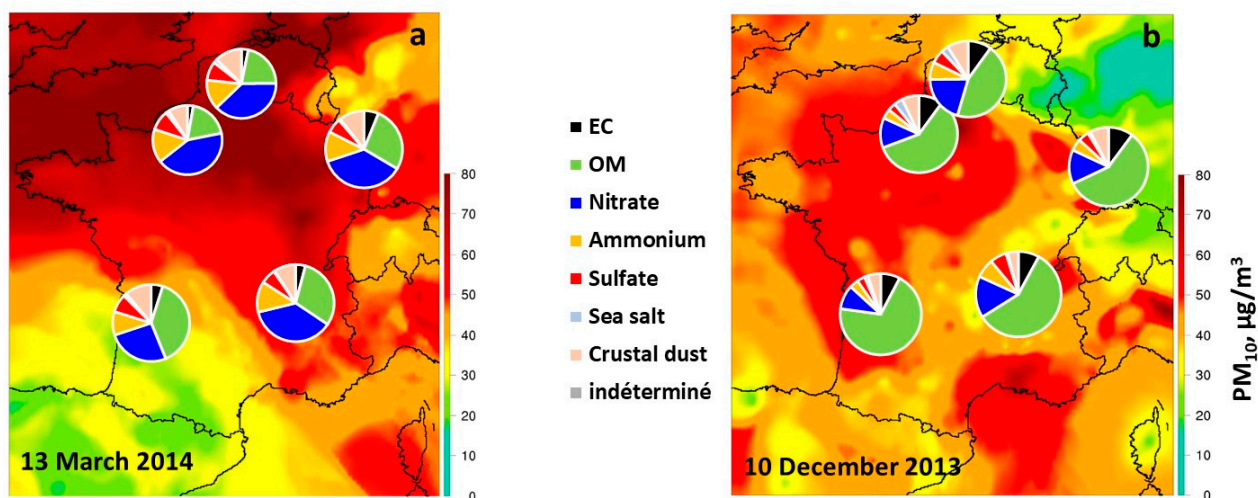 a
80
70
60
50
40
30
20
10
0
13 March 2014
EC
OM
Nitrate
Ammonium
Sulfate
Sea salt
Crustal dust
indéterminé
b
80
70
60
50
40
30
20
10
0
PM10, µg/m³
10 December 2013